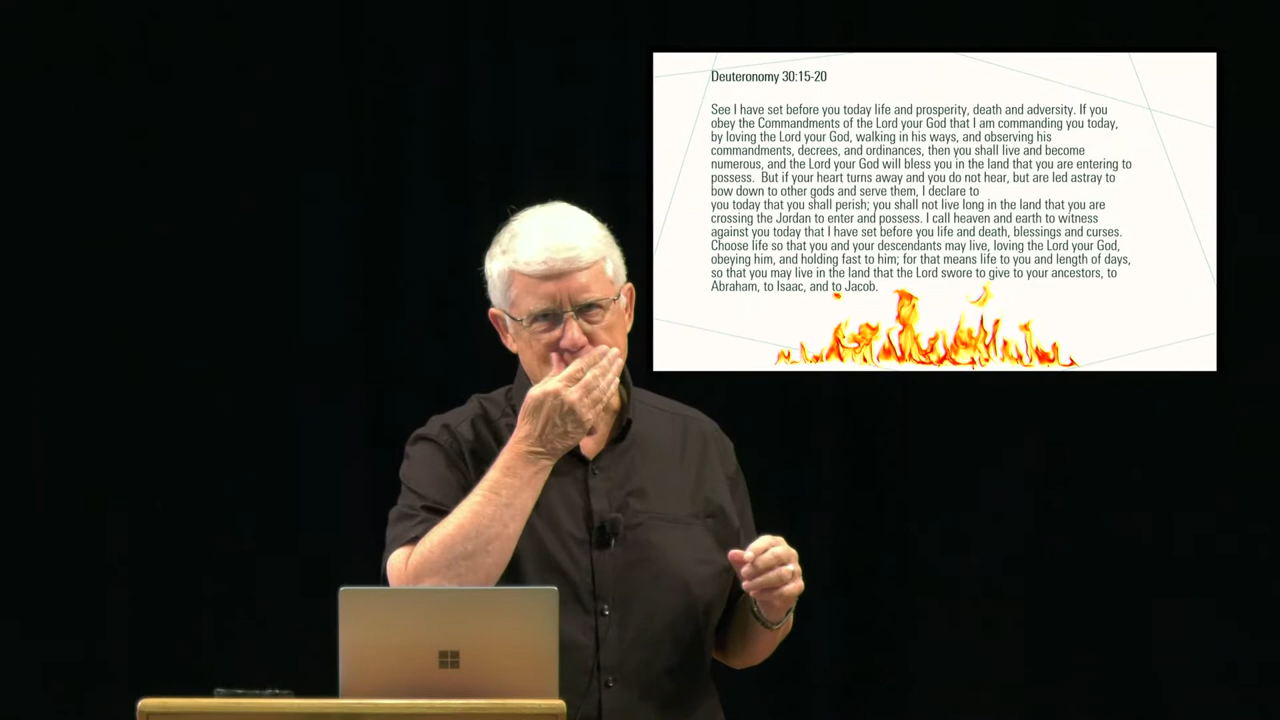 Deuteronomy 30:15-20
See I have set before you today life and prosperity, death and adversity. If you
obey the Commandments of the Lord your God that I am commanding you today,
by loving the Lord your God, walking in his ways, and observing his
commandments, decrees, and ordinances, then you shall live and become
numerous, and the Lord your God will bless you in the land that you are entering to
possess.  But if your heart turns away and you do not hear, but are led astray to
bow down to other gods and serve them, I declare to
you today that you shall perish; you shall not live long in the land that you are
crossing the Jordan to enter and possess. I call heaven and earth to witness
against you today that I have set before you life and death, blessings and curses.
Choose life so that you and your descendants may live, loving the Lord your God,
obeying him, and holding fast to him; for that means life to you and length of days,
so that you may live in the land that the Lord swore to give to your ancestors, to
Abraham, to Isaac, and to Jacob.